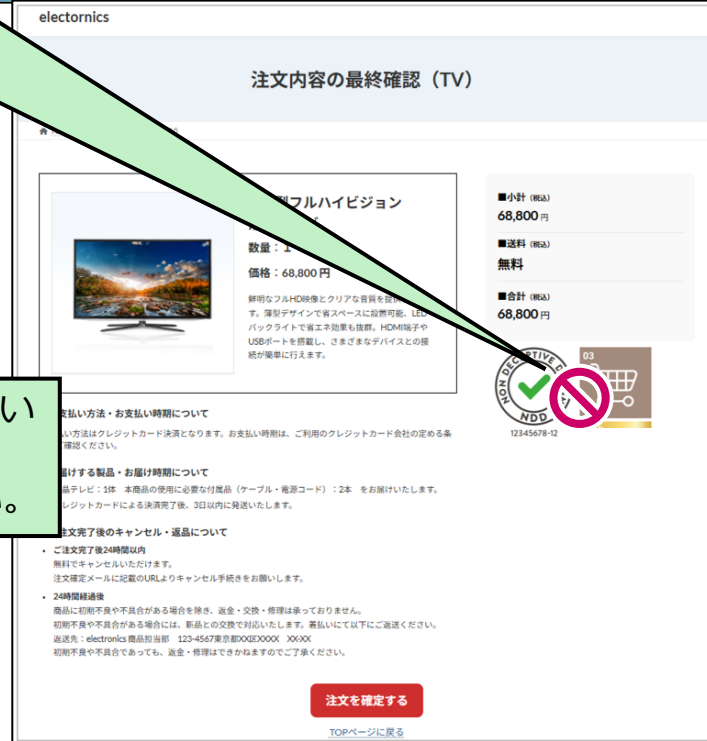 electornics
注文内容の最終確認（TV）
型フルハイビジョン
数量：1
価格：68,800 円
鮮明なフルHD映像とクリアな音質を提供
す。薄型デザインで省スペースに設置可能、LED
バックライトで省エネ効果も抜群。HDMI端子や
USBポートを搭載し、さまざまなデバイスとの接
続が簡単に行えます。
■小計（税込）
68,800 円
■送料（税込）
無料
■合計（税込）
68,800 円
NON DECEPTIVE D
NDD
12345678-12
03
い
。
支払い方法・お支払い時期について
い方法はクレジットカード決済となります。お支払い時期は、ご利用のクレジットカード会社の定める条
ご確認ください。
届けする製品・お届け時期について
品テレビ：1体　本商品の使用に必要な付属品（ケーブル・電源コード）：2本　をお届けいたします。
レジットカードによる決済完了後、3日以内に発送いたします。
注文完了後のキャンセル・返品について
• ご注文完了後24時間以内
無料でキャンセルいただけます。
注文確定メールに記載のURLよりキャンセル手続きをお願いします。
• 24時間経過後
商品に初期不良や不具合がある場合を除き、返金・交換・修理は承っておりません。
初期不良や不具合がある場合には、新品との交換で対応いたします。着払いにて以下にご返送ください。
返送先：electronics 商品担当部　123-4567東京都XX区XXXX　XX-XX
初期不良や不具合であっても、返金・修理はできかねますのでご了承ください。
注文を確定する
TOPページに戻る